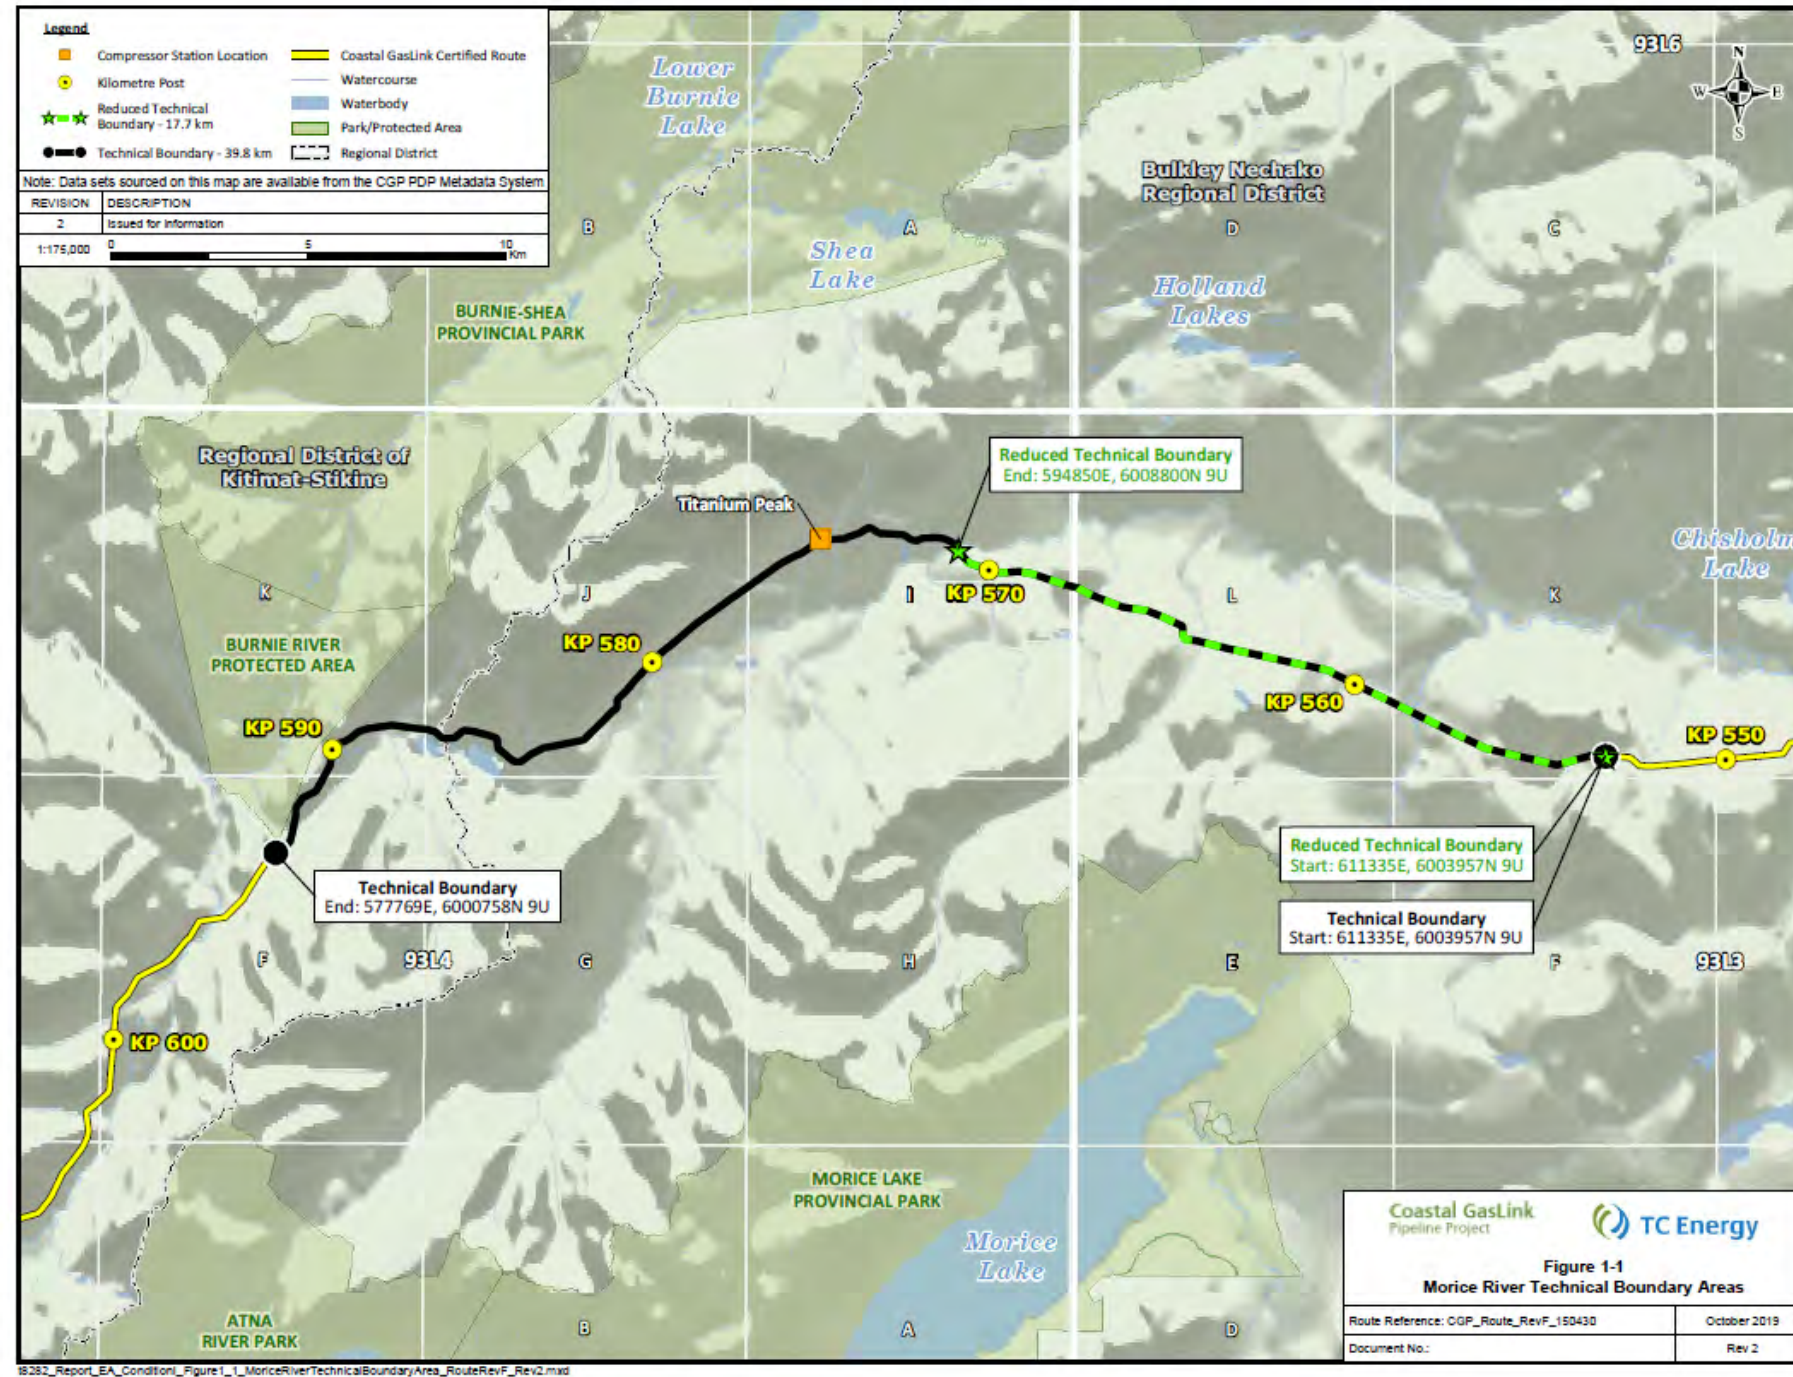 Legend
Compressor Station Location
Coastal GasLink Certified Route
Kilometre Post
Watercourse
Reduced Technical
Boundary - 17.7 km
Waterbody
Park/Protected Area
Technical Boundary - 39.8 km
Regional District
Note: Data sets sourced on this map are available from the CGP PDP Metadata System
REVISION DESCRIPTION
2 Issued for Information
1:175,000 0 5 10
Km
93L6
N
W E
S
Lower
Burnie
Lake
Bulkley Nechako
Regional District
B A D C
Shea
Lake
Holland
Lakes
BURNIE-SHEA
PROVINCIAL PARK
Regional District of
Kitimat-Stikine
Reduced Technical Boundary
End: 594850E, 6008800N 9U
Titanium Peak
Chisholm
Lake
K J I L K
KP 570
BURNIE RIVER
PROTECTED AREA
KP 580
KP 560
KP 590
KP 550
Reduced Technical Boundary
Start: 611335E, 6003957N 9U
Technical Boundary
End: 577769E, 6000758N 9U
Technical Boundary
Start: 611335E, 6003957N 9U
F 93L4 G H E F 93L3
KP 600
MORICE LAKE
PROVINCIAL PARK
Morice
Lake
ATNA
RIVER PARK
B A D
Coastal GasLink
Pipeline Project
TC Energy
Figure 1-1
Morice River Technical Boundary Areas
Route Reference: CGP_Route_RevF_150430 October 2019
Document No.: Rev 2
18282_Report_EA_ConditionI_Figure1_1_MoriceRiverTechnicalBoundaryArea_RouteRevF_Rev2.mxd